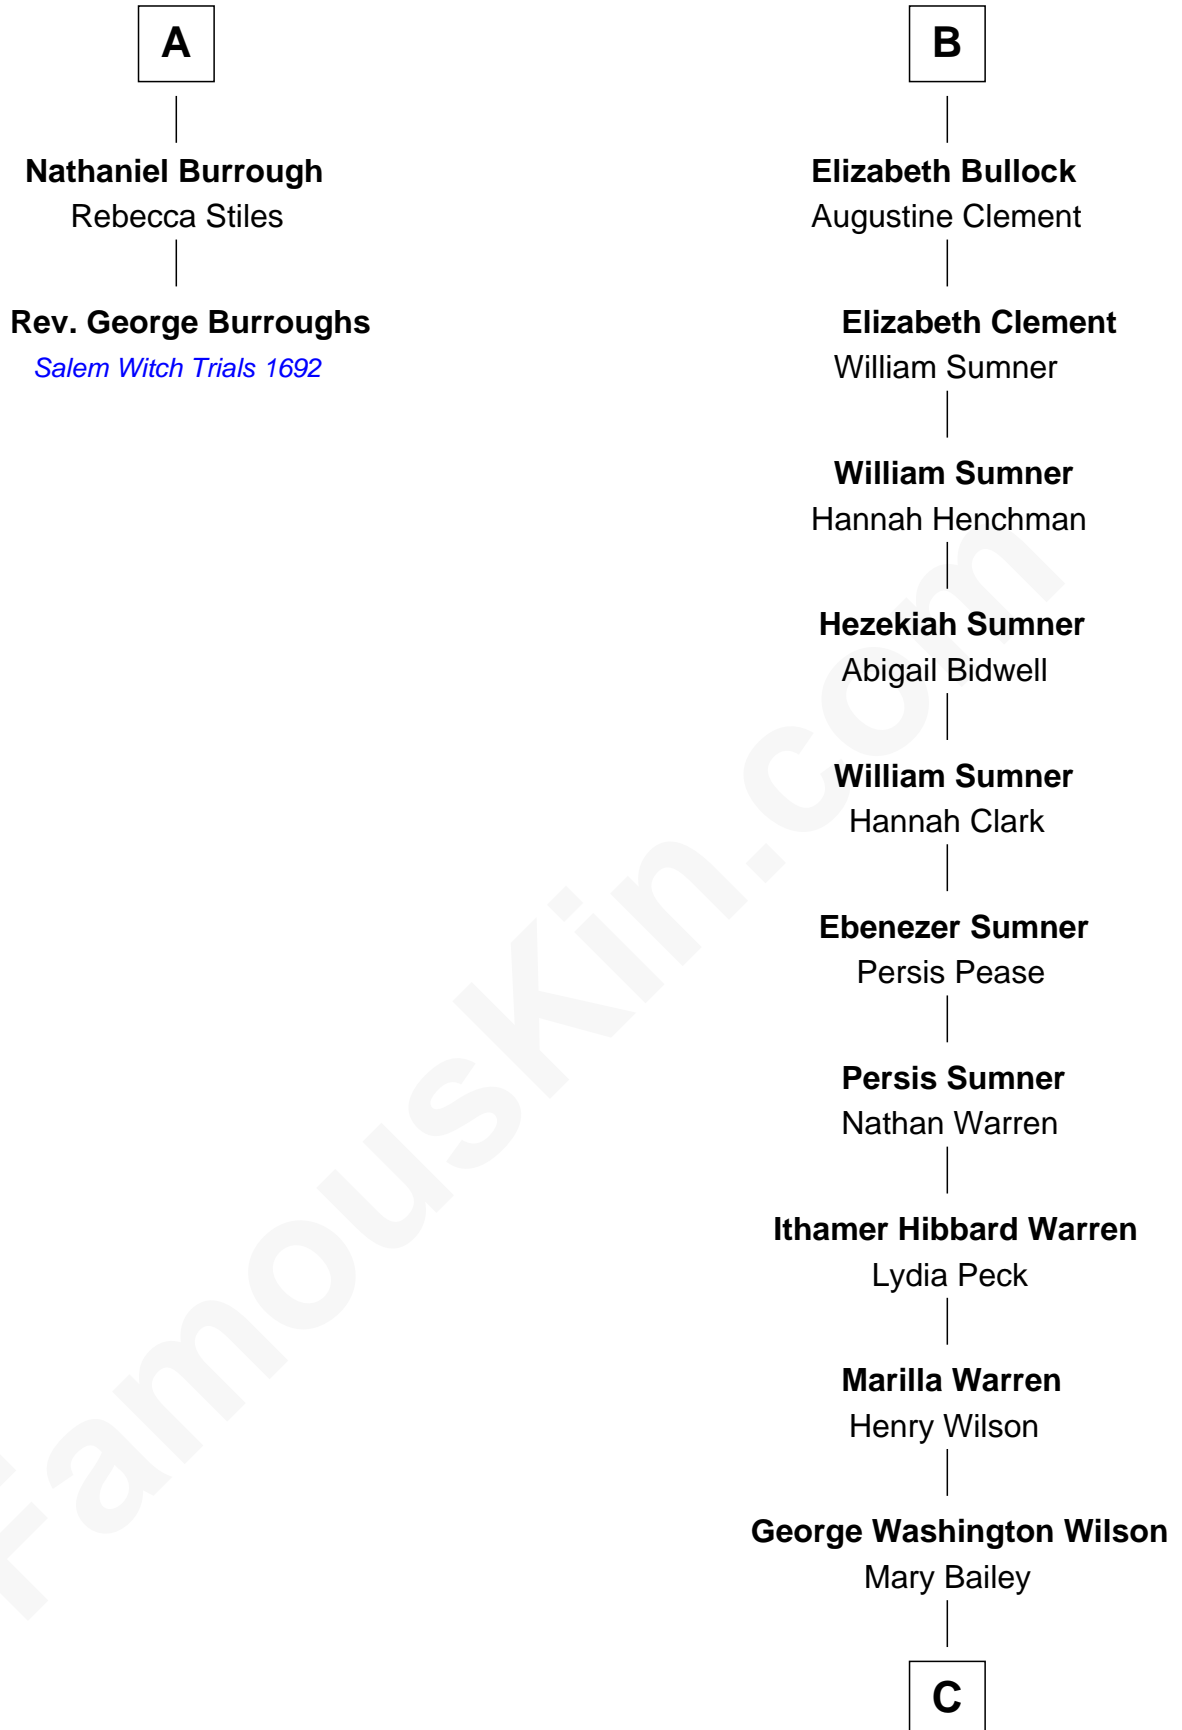 A
Nathaniel Burrough
Rebecca Stiles
Rev. George Burroughs
Salem Witch Trials 1692
B
Elizabeth Bullock
Augustine Clement
Elizabeth Clement
William Sumner
William Sumner
Hannah Henchman
Hezekiah Sumner
Abigail Bidwell
William Sumner
Hannah Clark
Ebenezer Sumner
Persis Pease
Persis Sumner
Nathan Warren
Ithamer Hibbard Warren
Lydia Peck
Marilla Warren
Henry Wilson
George Washington Wilson
Mary Bailey
C
FamousKin.com